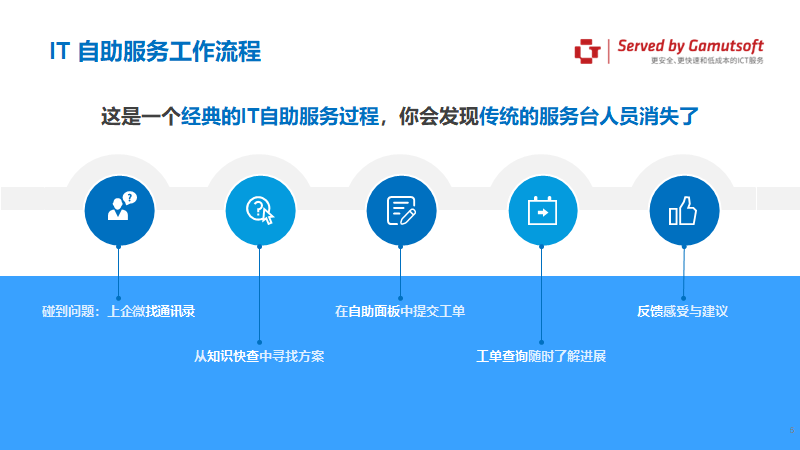 IT 自助服务工作流程
Served by Gamutsoft
更安全、更快速和低成本的ICT服务
这是一个经典的IT自助服务过程，你会发现传统的服务台人员消失了
碰到问题：上企微找通讯录
从知识快查中寻找方案
在自助面板中提交工单
工单查询随时了解进展
反馈感受与建议